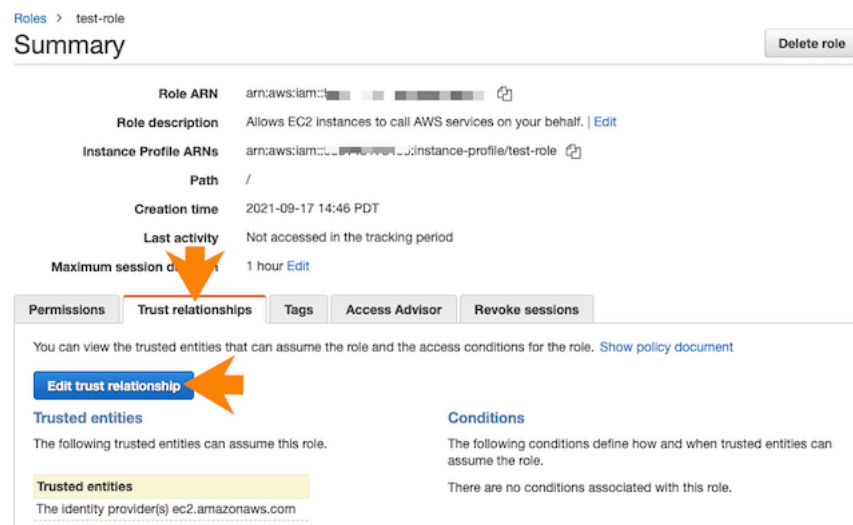 Roles > test-role
Summary
Delete role
Role ARN arn:aws:iam::
Role description Allows EC2 instances to call AWS services on your behalf. | Edit
Instance Profile ARNs arn:aws:iam:: :instance-profile/test-role
Path /
Creation time 2021-09-17 14:46 PDT
Last activity Not accessed in the tracking period
Maximum session 1 hour Edit
Permissions Trust relationships Tags Access Advisor Revoke sessions
You can view the trusted entities that can assume the role and the access conditions for the role. Show policy document
Edit trust relationship
Trusted entities
The following trusted entities can assume this role.
Trusted entities
The identity provider(s) ec2.amazonaws.com
Conditions
The following conditions define how and when trusted entities can
assume the role.
There are no conditions associated with this role.